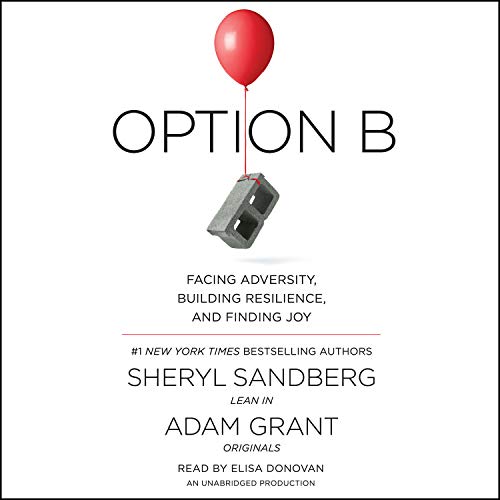 OPTION B
FACING ADVERSITY,
BUILDING RESILIENCE,
AND FINDING JOY
#1 NEW YORK TIMES BESTSELLING AUTHORS
SHERYL SANDBERG
LEAN IN
ADAM GRANT
ORIGINALS
READ BY ELISA DONOVAN
AN UNABRIDGED PRODUCTION